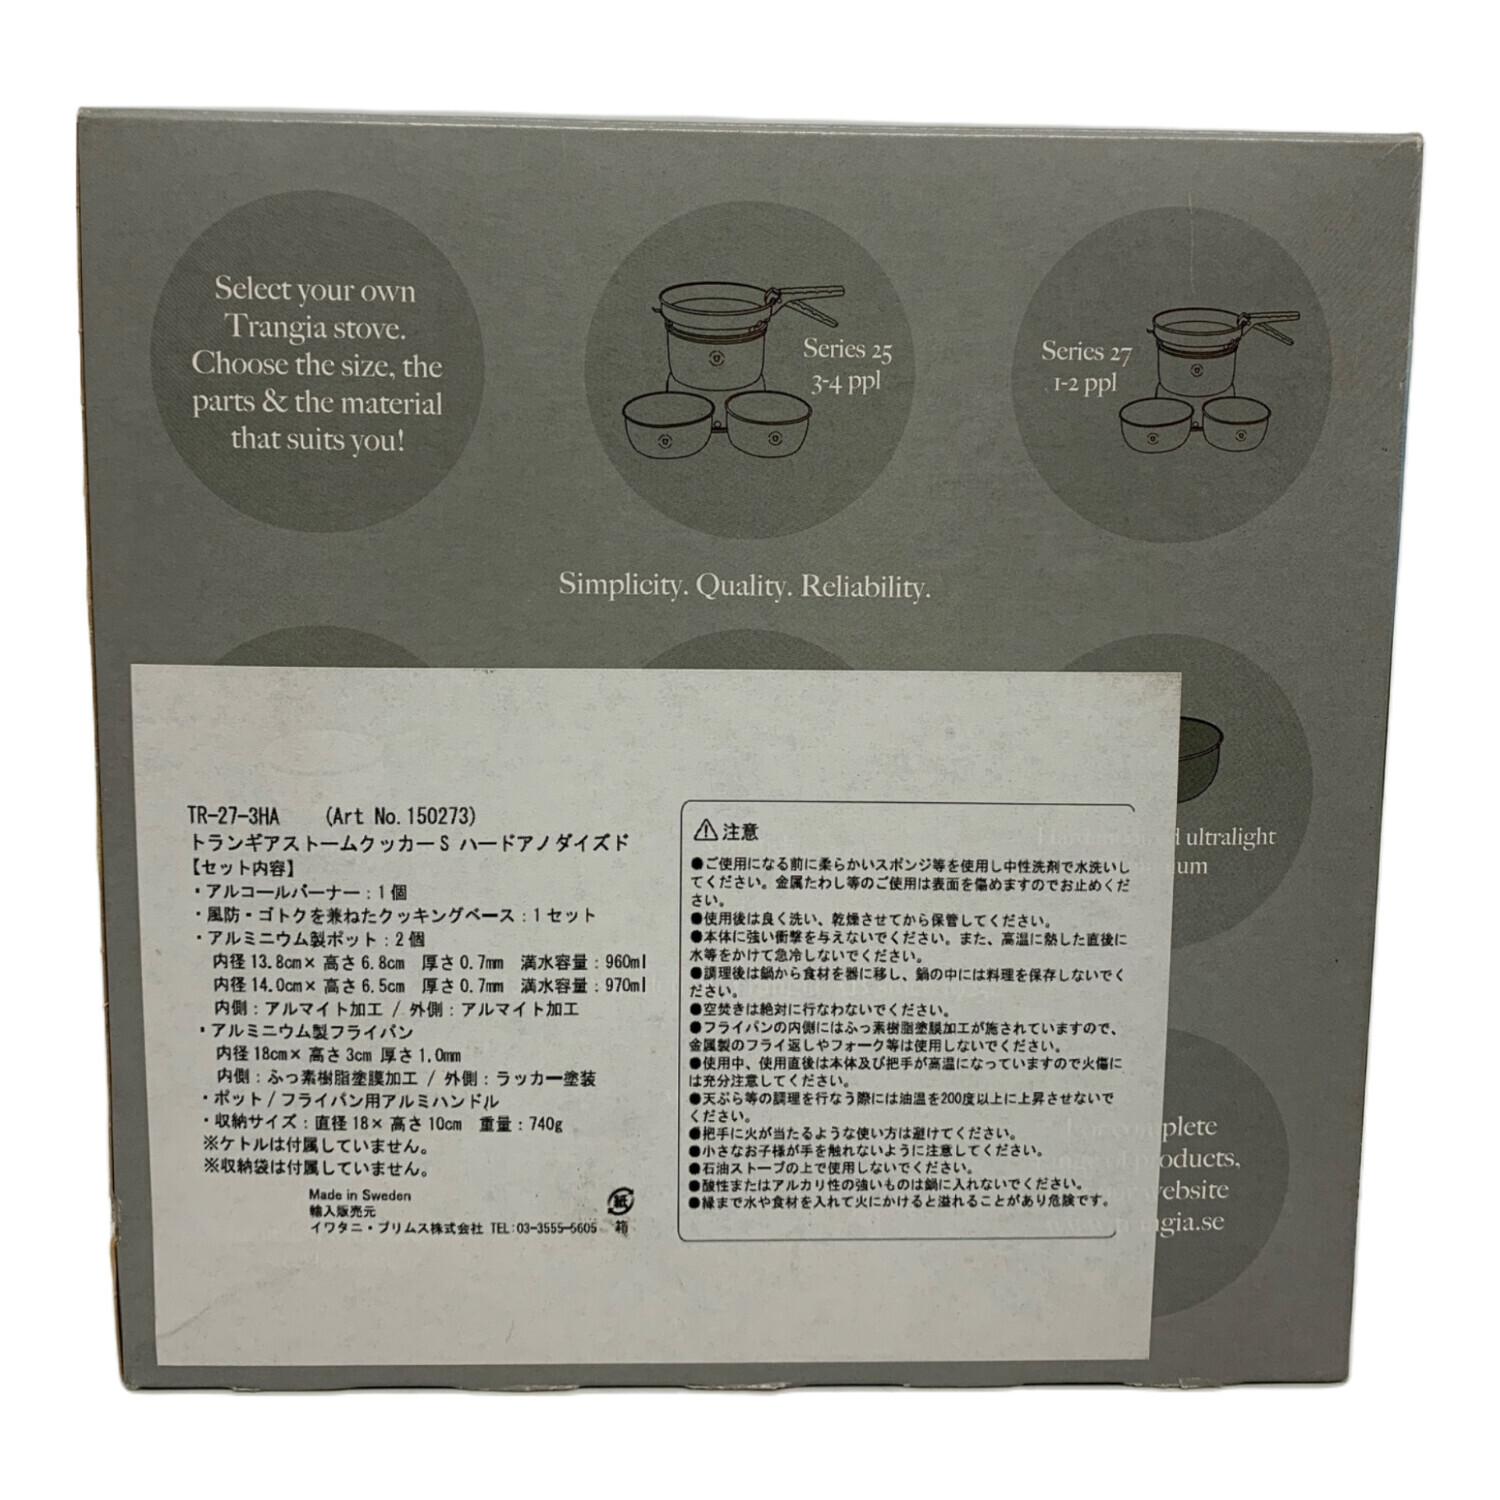 Select your own
Trangia stove.
Choose the size, the
parts & the material
that suits you!
Series 25
3-4 ppl
Series 27
1-2 ppl
Simplicity. Quality. Reliability.
TR-27-3HA (Art No.150273)
トランギアストームクッカーS ハードアノダイズド
【セット内容】
・アルコールバーナー：1個
・風防・ゴトクを兼ねたクッキングベース：1セット
・アルミニウム製ポット：2個
内径13.8cm×高さ6.8cm 厚さ0.7mm 満水容量：960ml
内径14.0cm×高さ6.5cm 厚さ0.7mm 満水容量：970ml
内側：アルマイト加工 / 外側：アルマイト加工
・アルミニウム製フライパン
内径18cm×高さ3cm 厚さ1.0mm
内側：ふっ素樹脂塗膜加工 / 外側：ラッカー塗装
・ポット/フライパン用アルミハンドル
・収納サイズ：直径18×高さ10cm 重量：740g
※ケトルは付属していません。
※収納袋は付属していません。
Made in Sweden
輸入販売元
イワタニ・プリムス株式会社 TEL:03-3555-5605
紙
箱
注意
●ご使用になる前に柔らかいスポンジ等を使用し中性洗剤で水洗いし
てください。金属たわし等のご使用は表面を傷めますのでお止めくだ
さい。
●使用後は良く洗い、乾燥させてから保管してください。
●本体に強い衝撃を与えないでください。また、高温に熱した直後に
水等をかけて急冷しないでください。
●調理後は鍋から食材を器に移し、鍋の中には料理を保存しないでく
ださい。
●空焚きは絶対に行なわないでください。
●フライパンの内側にはふっ素樹脂塗膜加工が施されていますので、
金属製のフライ返しやフォーク等は使用しないでください。
●使用中、使用直後は本体及び把手が高温になっていますので火傷に
は充分注意してください。
●天ぷら等の調理を行なう際には油温を200度以上に上昇させないで
ください。
●把手に火が当たるような使い方は避けてください。
●小さなお子様が手を触れないように注意してください。
●石油ストーブの上で使用しないでください。
●酸性またはアルカリ性の強いものは鍋に入れないでください。
●縁まで水や食材を入れて火にかけると溢れることがあり危険です。
ultralight